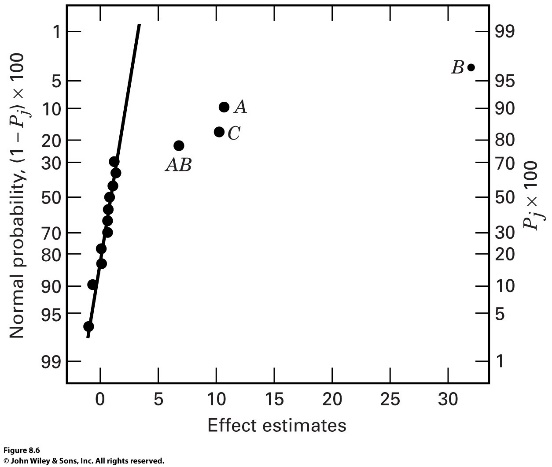 1
5
10
20
30
50
70
80
90
95
99
Normal probability, (1 – Pj) × 100
99
95
90
80
70
50
30
20
10
5
1
Pj × 100
B
A
C
AB
0 5 10 15 20 25 30
Effect estimates
Figure 8.6
© John Wiley & Sons, Inc. All rights reserved.